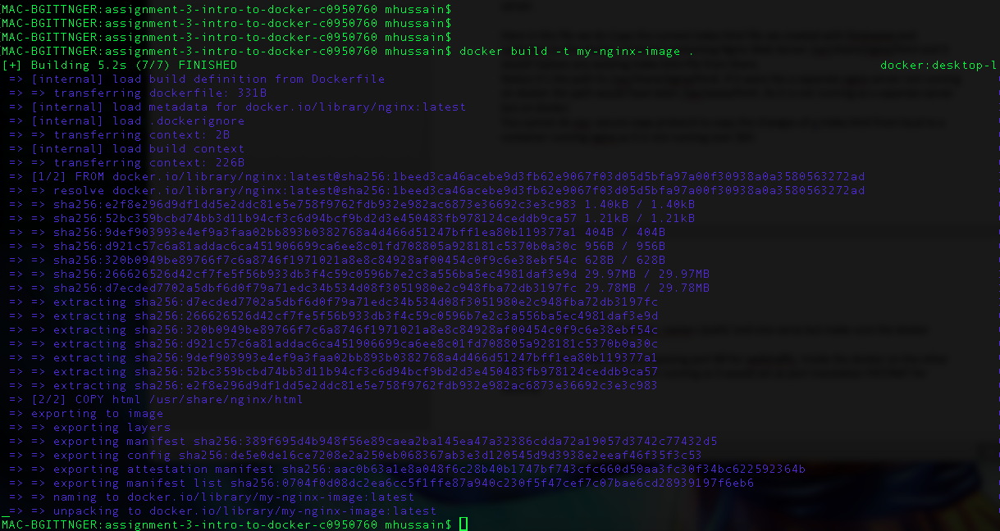 MAC-BGITTNGER:assignment-3-intro-to-docker-c0950760 mhussain$
MAC-BGITTNGER:assignment-3-intro-to-docker-c0950760 mhussain$
MAC-BGITTNGER:assignment-3-intro-to-docker-c0950760 mhussain$
MAC-BGITTNGER:assignment-3-intro-to-docker-c0950760 mhussain$ docker build -t my-nginx-image .
[+] Building 5.2s (7/7) FINISHED docker:desktop-l
=> [internal] load build definition from Dockerfile
=> => transferring dockerfile: 331B
=> [internal] load metadata for docker.io/library/nginx:latest
=> [internal] load .dockerignore
=> => transferring context: 2B
=> [internal] load build context
=> => transferring context: 226B
=> [1/2] FROM docker.io/library/nginx:latest@sha256:1beed3ca46acebe9d3fb62e9067f03d05d5bfa97a00f30938a0a3580563272ad
=> => resolve docker.io/library/nginx:latest@sha256:1beed3ca46acebe9d3fb62e9067f03d05d5bfa97a00f30938a0a3580563272ad
=> => sha256:e2f8e296d9df1dd5e2ddc81e5e758f9762fdb932e982ac6873e36692c3e3c983 1.40kB / 1.40kB
=> => sha256:52bc359bcbd74bb3d11b94cf3c6d94bcf9bd2d3e450483fb978124ceddb9ca57 1.21kB / 1.21kB
=> => sha256:9def903993e4ef9a3faa02bb893b0382768a4d466d51247bff1ea80b119377a1 404B / 404B
=> => sha256:d921c57c6a81addac6ca451906699ca6ee8c01fd708805a928181c5370b0a30c 956B / 956B
=> => sha256:320b0949be89766f7c6a8746f1971021a8e8c84928af00454c0f9c6e38ebf54c 628B / 628B
=> => sha256:266626526d42cf7fe5f56b933db3f4c59c0596b7e2c3a556ba5ec4981daf3e9d 29.97MB / 29.97MB
=> => sha256:d7ecded7702a5dbf6d0f79a71edc34b534d08f3051980e2c948fba72db3197fc 29.78MB / 29.78MB
=> => extracting sha256:d7ecded7702a5dbf6d0f79a71edc34b534d08f3051980e2c948fba72db3197fc
=> => extracting sha256:266626526d42cf7fe5f56b933db3f4c59c0596b7e2c3a556ba5ec4981daf3e9d
=> => extracting sha256:320b0949be89766f7c6a8746f1971021a8e8c84928af00454c0f9c6e38ebf54c
=> => extracting sha256:d921c57c6a81addac6ca451906699ca6ee8c01fd708805a928181c5370b0a30c
=> => extracting sha256:9def903993e4ef9a3faa02bb893b0382768a4d466d51247bff1ea80b119377a1
=> => extracting sha256:52bc359bcbd74bb3d11b94cf3c6d94bcf9bd2d3e450483fb978124ceddb9ca57
=> => extracting sha256:e2f8e296d9df1dd5e2ddc81e5e758f9762fdb932e982ac6873e36692c3e3c983
=> [2/2] COPY html /usr/share/nginx/html
=> exporting to image
=> => exporting layers
=> => exporting manifest sha256:389f695d4b948f56e89caea2ba145ea47a32386cdda72a19057d3742c77432d5
=> => exporting config sha256:de5e0de16ce7208e2a250eb068367ab3e3d120545d9d3938e2eeaf46f35f3c53
=> => exporting attestation manifest sha256:aac0b63a1e8a048f6c28b40b1747bf743cfc660d50aa3fc30f34bc622592364b
=> => exporting manifest list sha256:0704f0d08dc2ea6cc5f1ffe87a940c230f5f47cef7c07bae6cd28939197f6eb6
=> => naming to docker.io/library/my-nginx-image:latest
=> => unpacking to docker.io/library/my-nginx-image:latest
MAC-BGITTNGER:assignment-3-intro-to-docker-c0950760 mhussain$